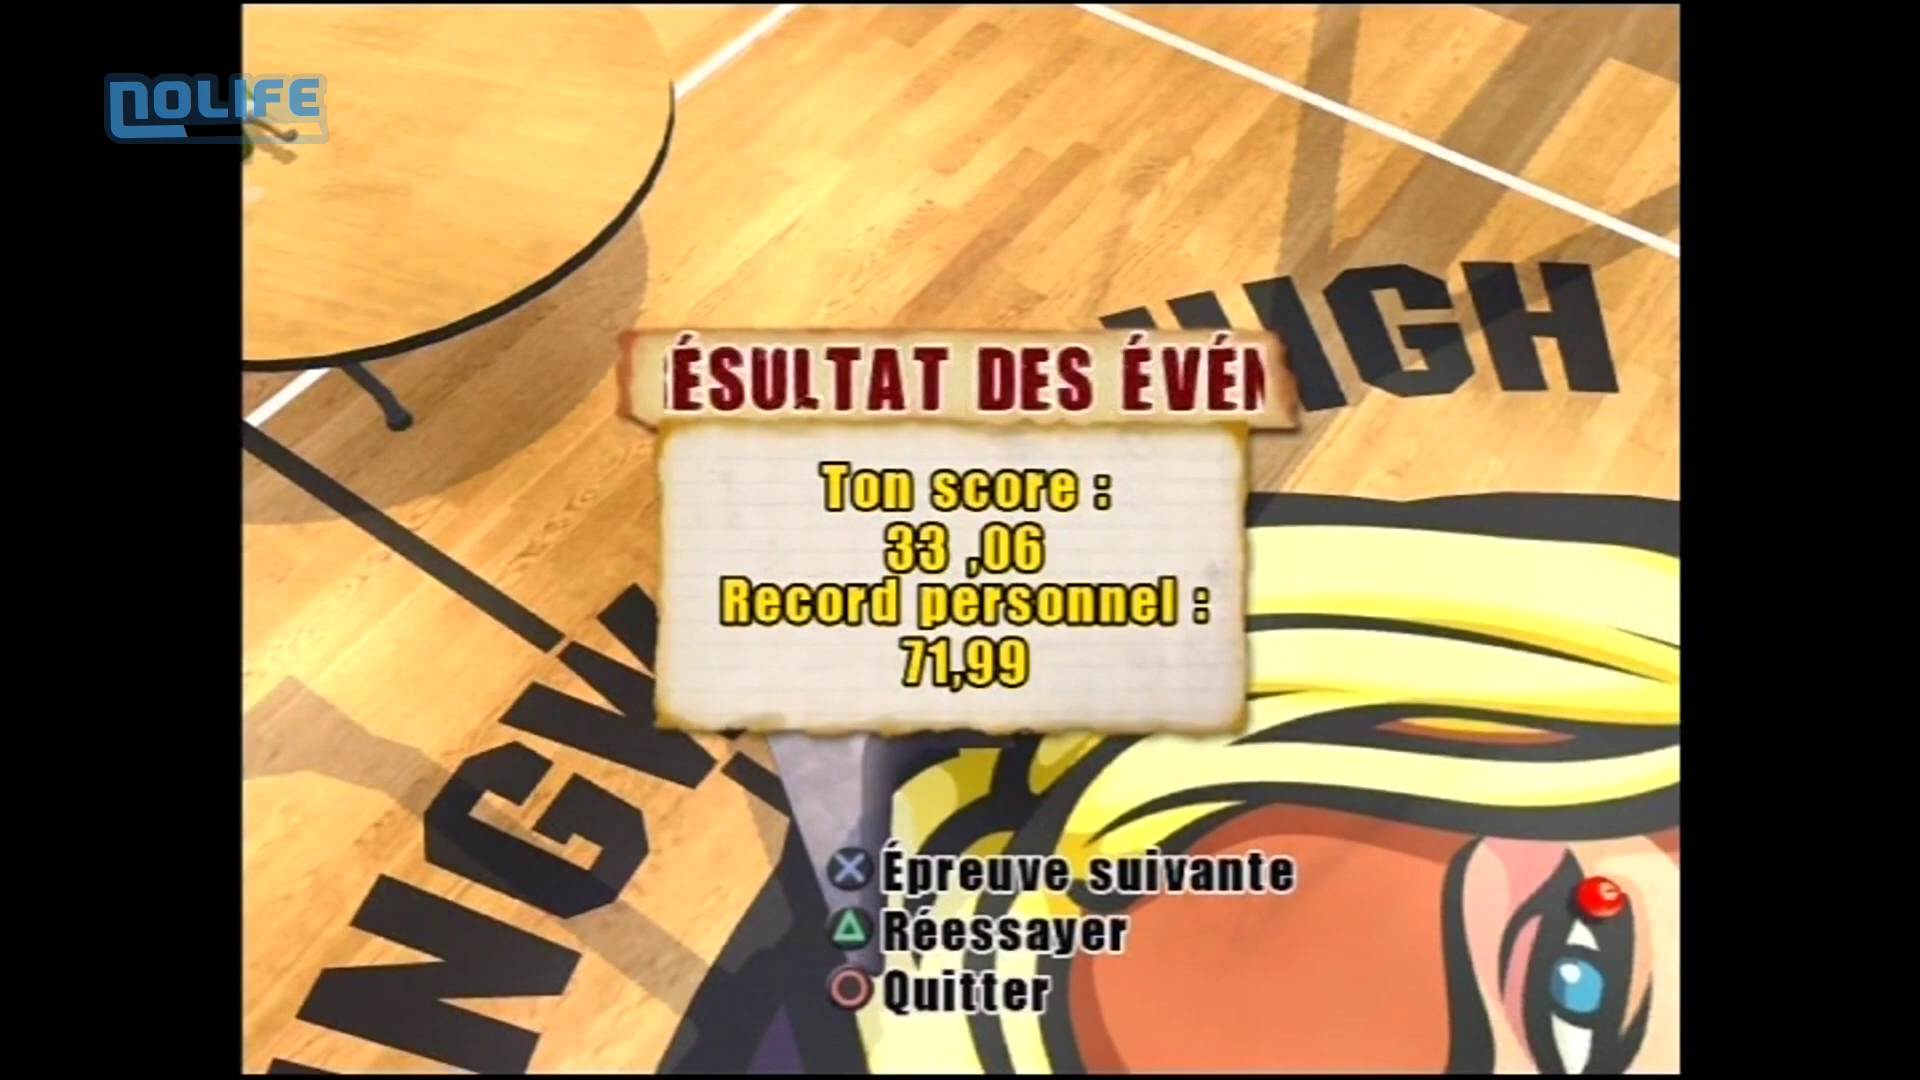 NOLIFE
HIGH
ÉSULTAT DES ÉVÉN
Ton score :
33 ,06
Record personnel :
71,99
Épreuve suivante
Réessayer
Quitter